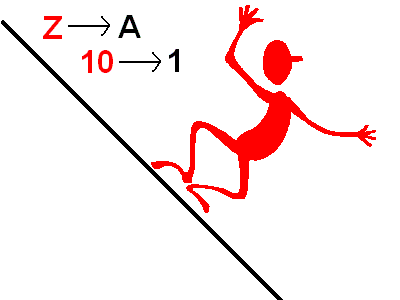 Z → A
10 → 1